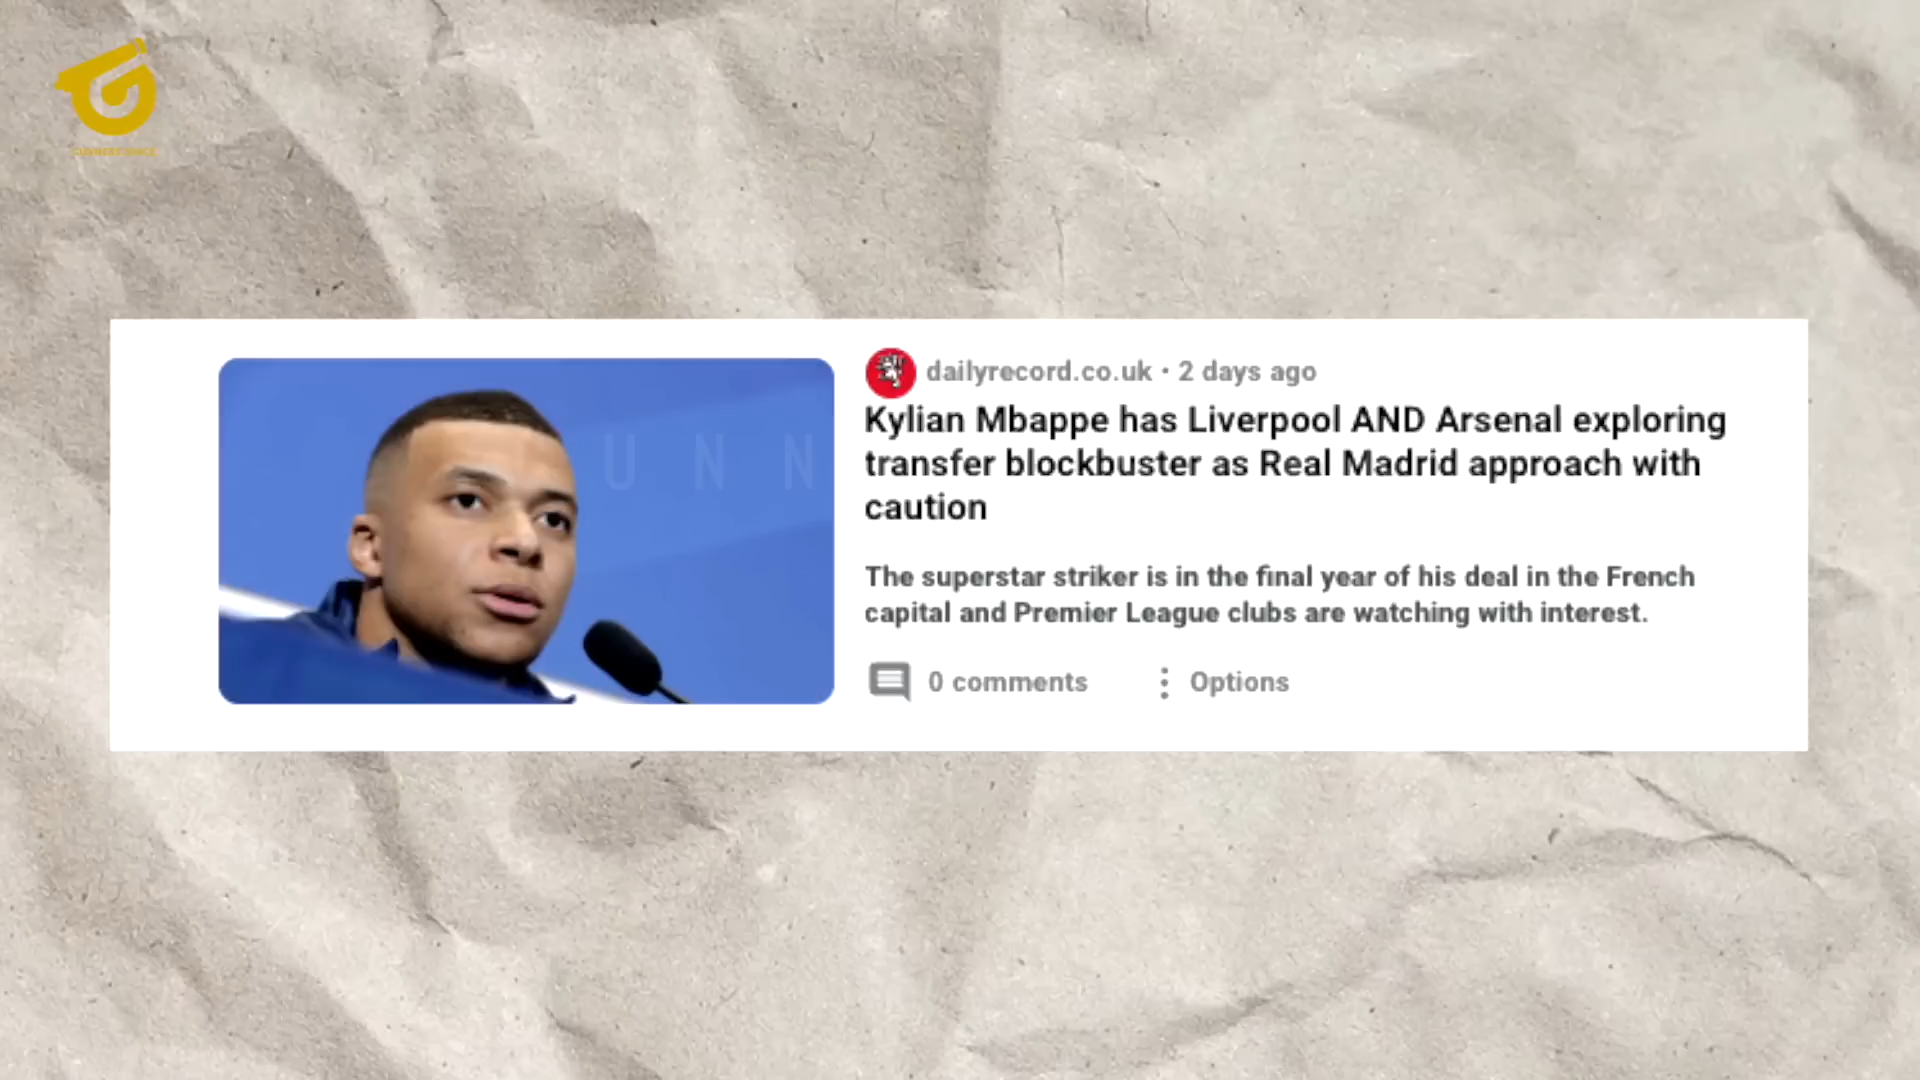 dailyrecord.co.uk • 2 days ago
Kylian Mbappe has Liverpool AND Arsenal exploring
transfer blockbuster as Real Madrid approach with
caution
The superstar striker is in the final year of his deal in the French
capital and Premier League clubs are watching with interest.
0 comments
Options
U N N